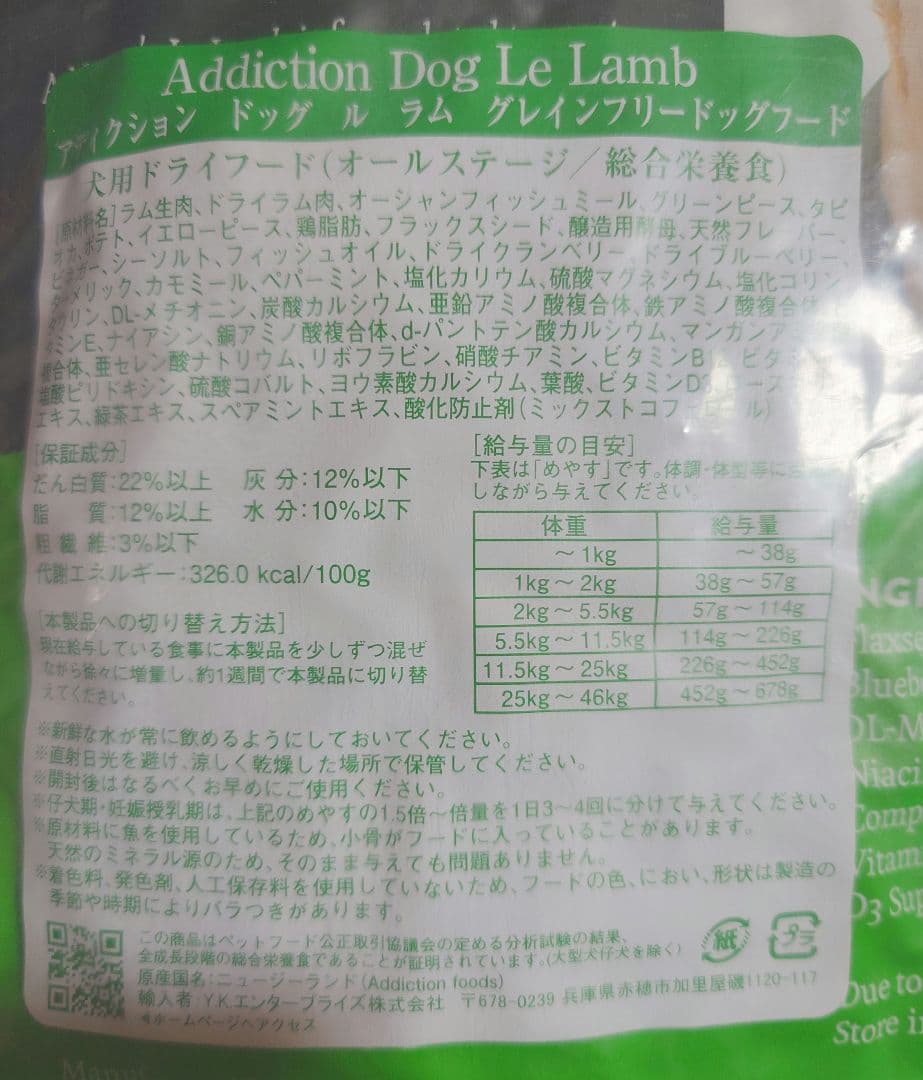 Addiction Dog Le Lamb
アディクション ドッグ ル ラム グレインフリードッグフード
犬用ドライフード(オールステージ/総合栄養食)
[原材料名]ラム生肉、ドライラム肉、オーシャンフィッシュミール、グリーンピース、タピ
オカ、ポテト、イエローピース、鶏脂肪、フラックスシード、醸造用酵母、天然フレーバー、
ビネガー、シーソルト、フィッシュオイル、ドライクランベリー、ドライブルーベリー、
ターメリック、カモミール、ペパーミント、塩化カリウム、硫酸マグネシウム、塩化コリン、
タウリン、DL-メチオニン、炭酸カルシウム、亜鉛アミノ酸複合体、鉄アミノ酸複合体
タミンE、ナイアシン、銅アミノ酸複合体、d-パントテン酸カルシウム、マンガンア
複合体、亜セレン酸ナトリウム、リボフラビン、硝酸チアミン、ビタミンB ビタ
塩酸ピリドキシン、硫酸コバルト、ヨウ素酸カルシウム、葉酸、ビタミンD3、ローズ
エキス、緑茶エキス、スペアミントエキス、酸化防止剤(ミックストコフェロール)
[保証成分]
たん白質:22%以上 灰分:12%以下
脂質:12%以上 水分:10%以下
粗繊維:3%以下
代謝エネルギー:326.0 kcal/100g
[本製品への切り替え方法]
現在給与している食事に本製品を少しずつ混ぜ
ながら徐々に増量し、約1週間で本製品に切り替
えてください。
[給与量の目安]
下表は「めやす」です。体調・体型等に
しながら与えてください。
体重 給与量
~1kg ~38g
1kg~2kg 38g~57g
2kg~5.5kg 57g~114g
5.5kg~11.5kg 114g~226g
11.5kg~25kg 226g~452g
25kg~46kg 452g~678g
※新鮮な水が常に飲めるようにしておいてください。
※直射日光を避け、涼しく乾燥した場所で保管してください。
※開封後はなるべくお早めにご使用ください。
※仔犬期・妊娠授乳期は、上記のめやすの1.5倍~倍量を1日3~4回に分けて与えてください。
※原材料に魚を使用しているため、小骨がフードに入っていることがあります。
天然のミネラル源のため、そのまま与えても問題ありません。
※着色料、発色剤、人工保存料を使用していないため、フードの色、におい、形状は製造の
季節や時期によりバラつきがあります。
この商品はペットフード公正取引協議会の定める分析試験の結果、
全成長段階の総合栄養食であることが証明されています。(大型犬仔犬を除く)
原産国名:ニュージーランド(Addiction foods)
輸入者:Y.K.エンタープライズ株式会社 〒678-0239 兵庫県赤穂市加里屋磯1120-117
◀ホームページへアクセス
紙
プラ
NGI
laxse
Blueb
DL-M
Niaci
Comp
Vitam
D3 Sup
Due to
Store i
Manu